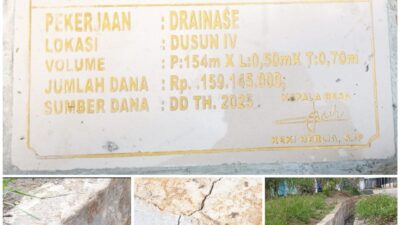 PEKERJAAN : DRAINASE
LOKASI : DUSUN IV
VOLUME : P:154m X L:0,50m X T:0,70m
JUMLAH DANA : Rp. 159.145.000;
SUMBER DANA : DD TH. 2025
KEPALA DESA